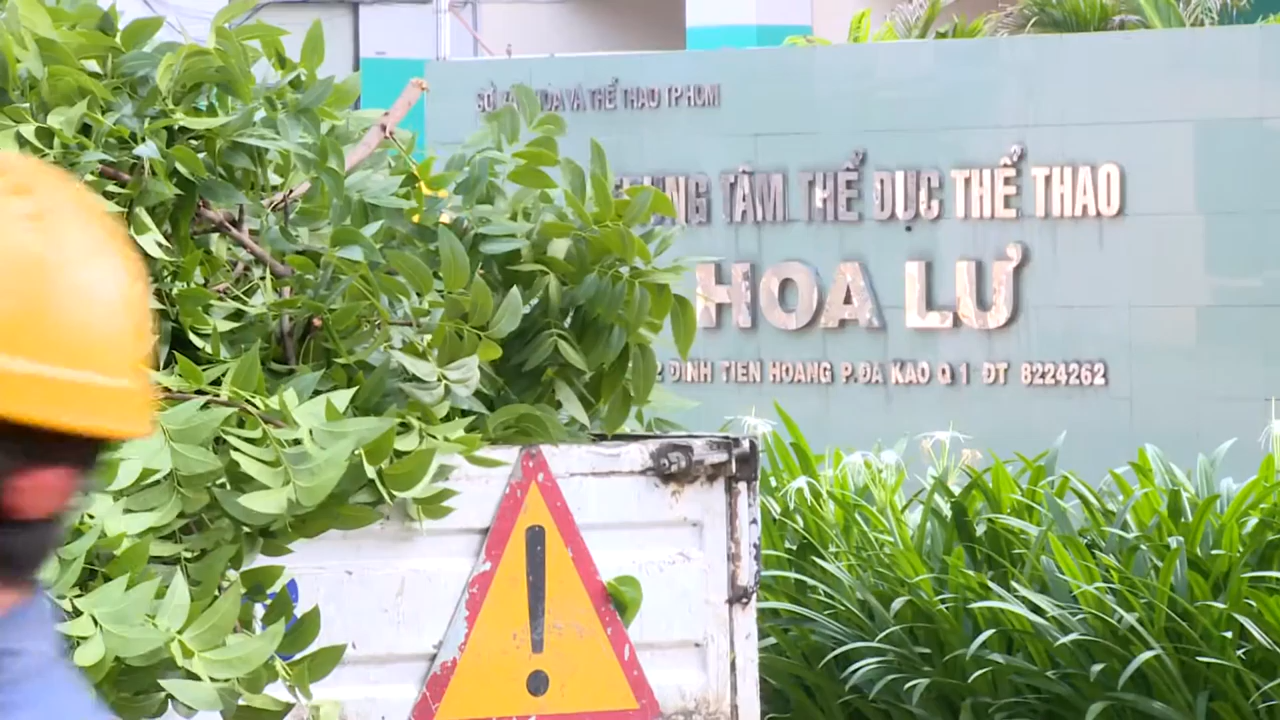 SỞ VĂN HÓA VÀ THỂ THAO TP HCM
TRUNG TÂM THỂ DỤC THỂ THAO
HOA LƯ
2 ĐINH TIEN HOANG P.ĐA KAO Q 1 ĐT 8224262